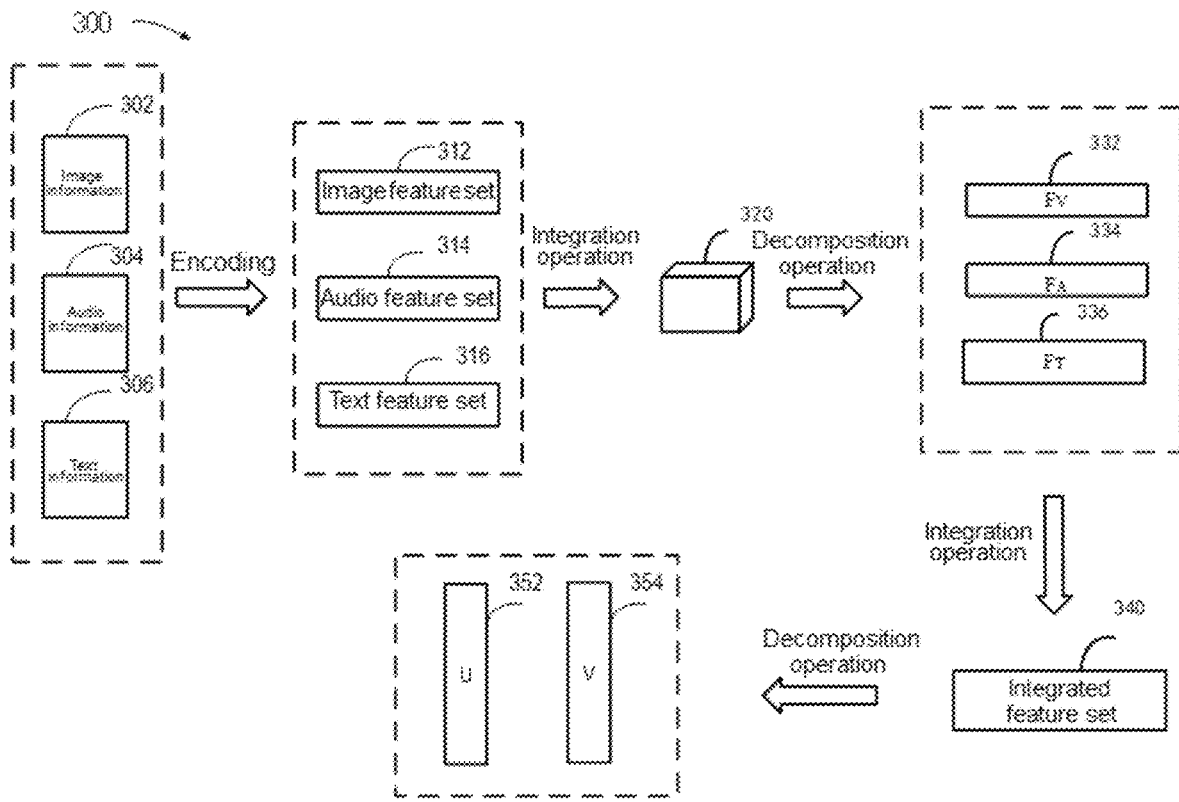 300
302
Image
information
304
Audio
information
306
Text
information
Encoding
312
Image feature set
314
Audio feature set
316
Text feature set
Integration
operation
320
Decomposition
operation
332
FV
334
FA
336
FT
Integration
operation
340
Integrated
feature set
Decomposition
operation
352
U
354
V